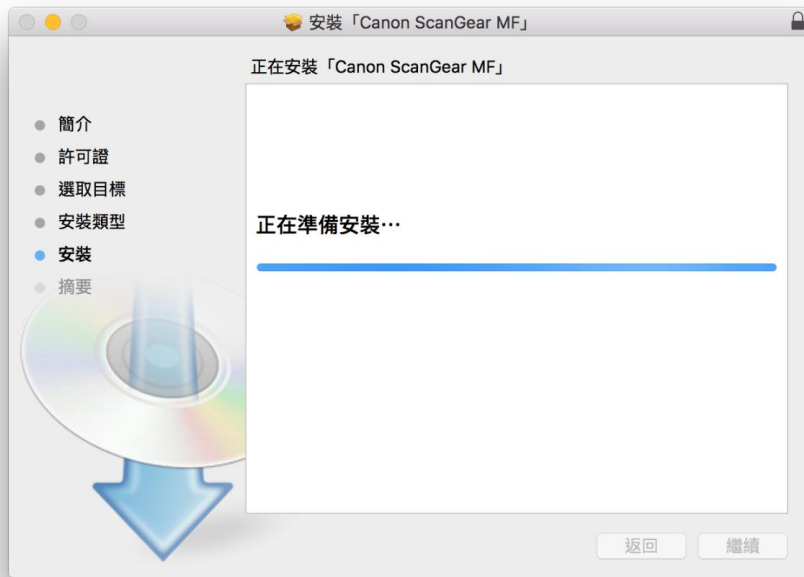 安裝「Canon ScanGear MF」
正在安裝「Canon ScanGear MF」
簡介
許可證
選取目標
安裝類型
安裝
摘要
正在準備安裝⋯
返回
繼續